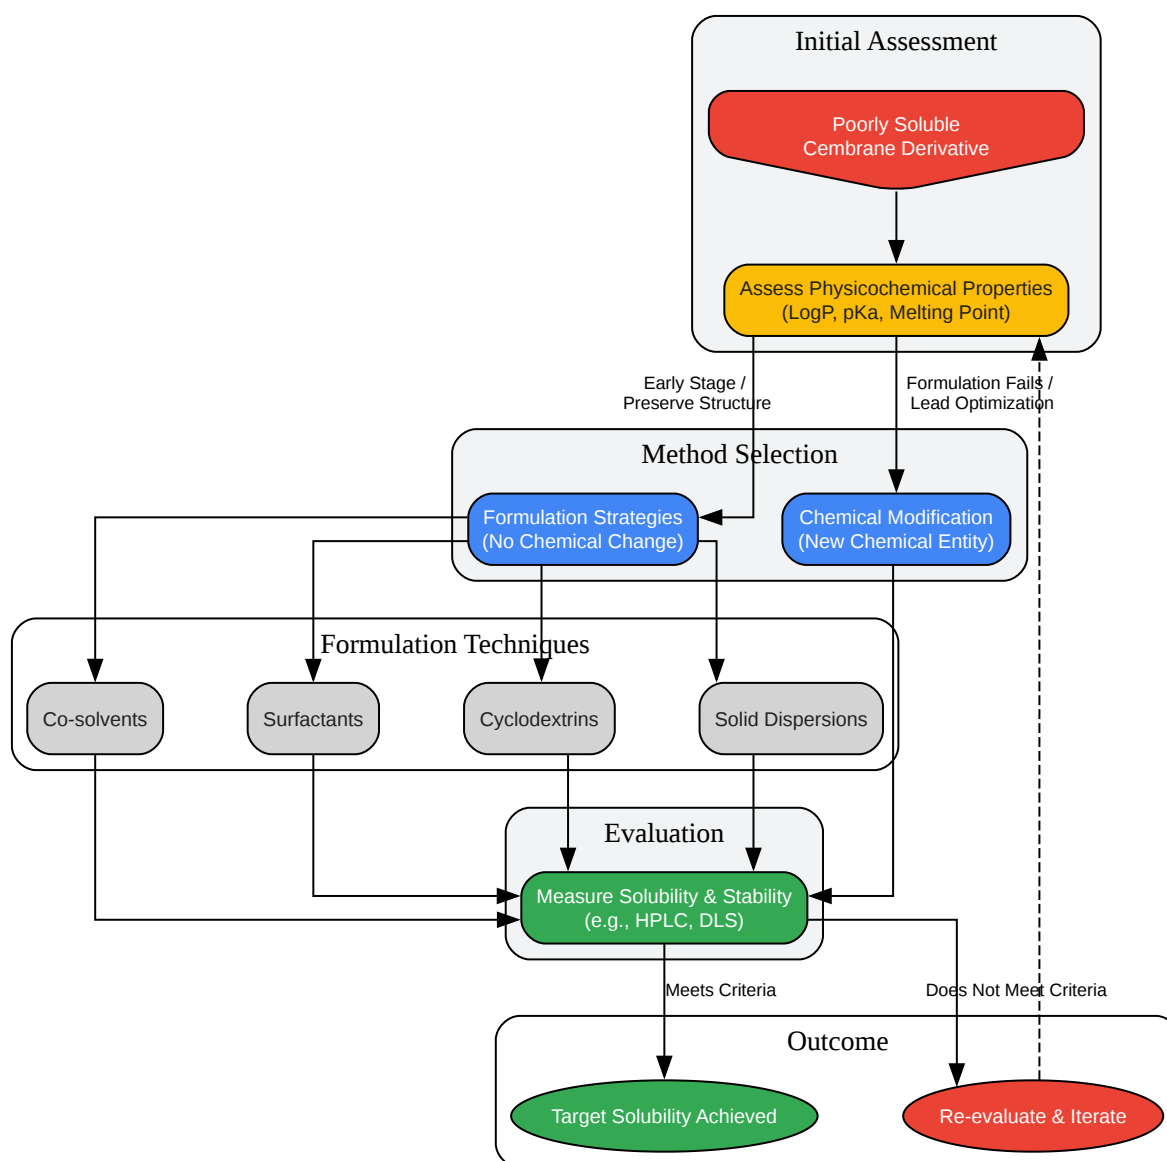 Initial Assessment
Poorly Soluble
Cembrane Derivative
Assess Physicochemical Properties
(LogP, pKa, Melting Point)
Early Stage /
Preserve Structure
Formulation Fails /
Lead Optimization
Method Selection
Formulation Strategies
(No Chemical Change)
Chemical Modification
(New Chemical Entity)
Formulation Techniques
Co-solvents
Surfactants
Cyclodextrins
Solid Dispersions
Evaluation
Measure Solubility & Stability
(e.g., HPLC, DLS)
Meets Criteria
Does Not Meet Criteria
Outcome
Target Solubility Achieved
Re-evaluate & Iterate